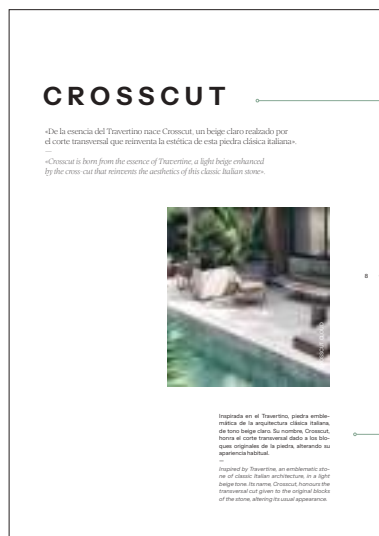 CROSSCUT
«De la esencia del Travertino nace Crosscut, un beige claro realzado por
el corte transversal que reinventa la estética de esta piedra clásica italiana».
—
«Crosscut is born from the essence of Travertine, a light beige enhanced
by the cross-cut that reinvents the aesthetics of this classic Italian stone».
Inspirada en el Travertino, piedra emble-
mática de la arquitectura clásica italiana,
de tono beige claro. Su nombre, Crosscut,
honra el corte transversal dado a los blo-
ques originales de la piedra, alterando su
apariencia habitual.
—
Inspired by Travertine, an emblematic sto-
ne of classic Italian architecture, in a light
beige tone. Its name, Crosscut, honours the
transversal cut given to the original blocks
of the stone, altering its usual appearance.